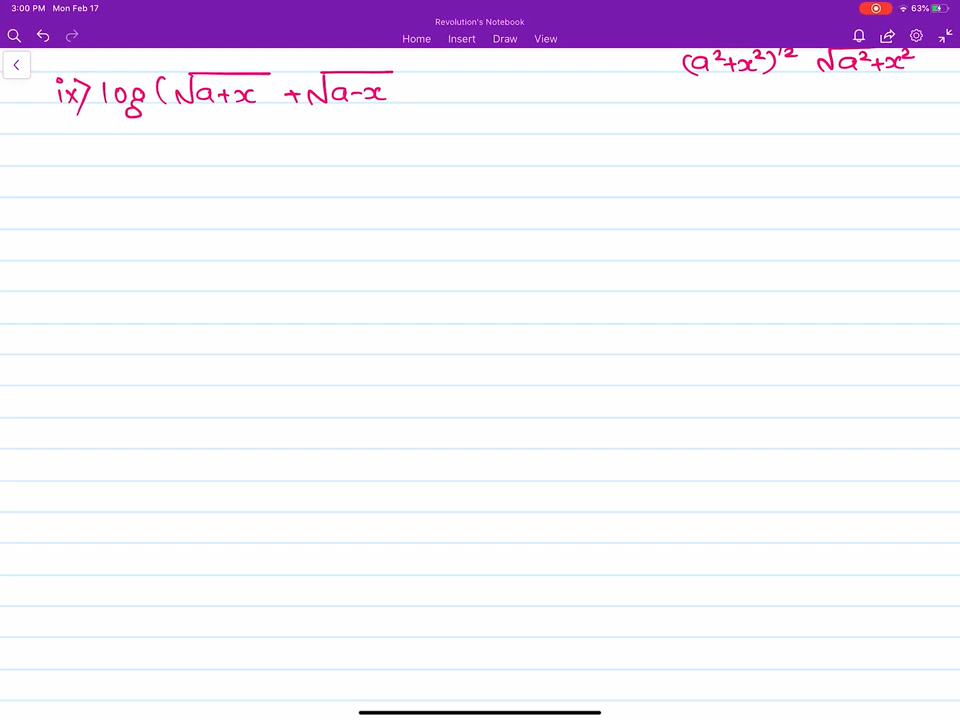 3:00 PM Mon Feb 17
63%
Revolution's Notebook
Home Insert Draw View
(a²+x²)^1/2 √a²+x²
ix> log(√a+x + √a-x